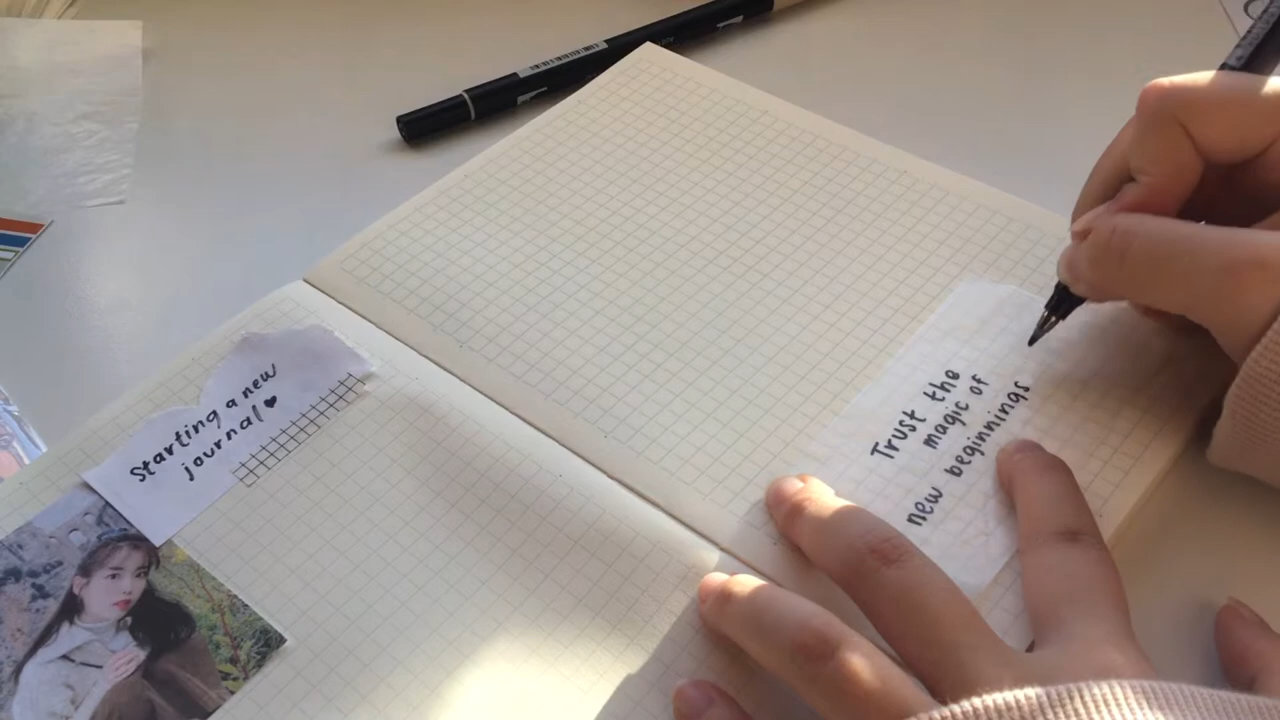 Starting a new
journal♥
Trust the
magic of
new beginnings